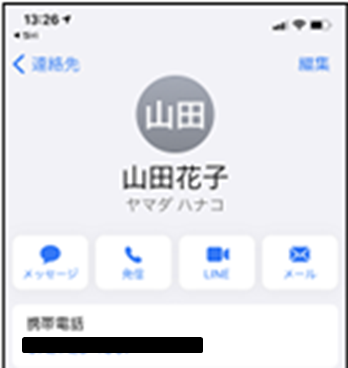 13:26
連絡先
編集
山田
山田花子
ヤマダ ハナコ
メッセージ
発信
LINE
メール
携帯電話